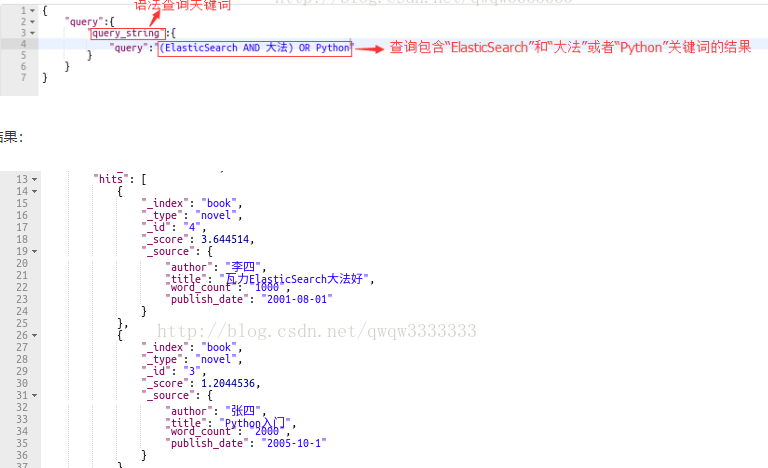 http://blog.csdn.net/qwqw3333333
语法查询关键词
1 {
2 "query":{
3 "query_string":{
4 "query":"(ElasticSearch AND 大法) OR Python"
查询包含“ElasticSearch”和“大法”或者“Python”关键词的结果
5 }
6 }
7 }
结果：
13 "hits": [
14 {
15 "_index": "book",
16 "_type": "novel",
17 "_id": "4",
18 "_score": 3.644514,
19 "_source": {
20 "author": "李四",
21 "title": "瓦力ElasticSearch大法好",
22 "word_count": "1000",
23 "publish_date": "2001-08-01"
24 }
25 },
http://blog.csdn.net/qwqw3333333
26 {
27 "_index": "book",
28 "_type": "novel",
29 "_id": "3",
30 "_score": 1.2044536,
31 "_source": {
32 "author": "张四",
33 "title": "Python入门",
34 "word_count": "2000",
35 "publish_date": "2005-10-1"
36 }
37 }